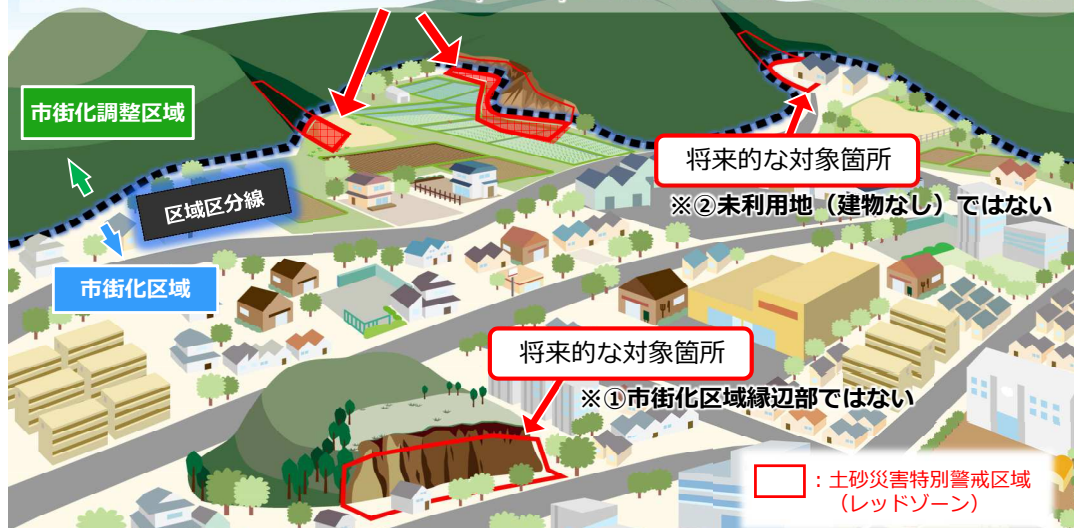 市街化調整区域
区域区分線
市街化区域
将来的な対象箇所
※②未利用地（建物なし）ではない
将来的な対象箇所
※①市街化区域縁辺部ではない
：土砂災害特別警戒区域
（レッドゾーン）